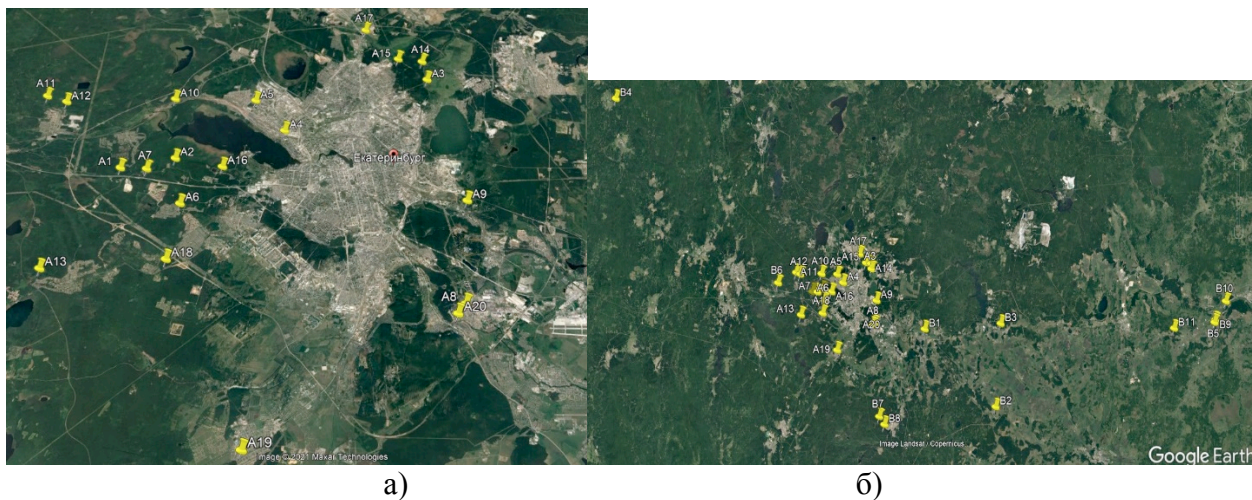 A17
A15
A14
A3
A11
A12
A10
A5
A4
Екатеринбург
A1
A7
A2
A16
A6
A9
A18
A13
A8
A20
A19
Image © 2021 Maxar Technologies
а)
B4
A17
A15
A3
A14
A12
A10
A5
A11
A4
B6
A7
A6
A16
A9
A13
A18
A8
A20
B1
B3
B10
B11
B9
B5
A19
B2
B7
B8
Image Landsat / Copernicus
Google Earth
б)